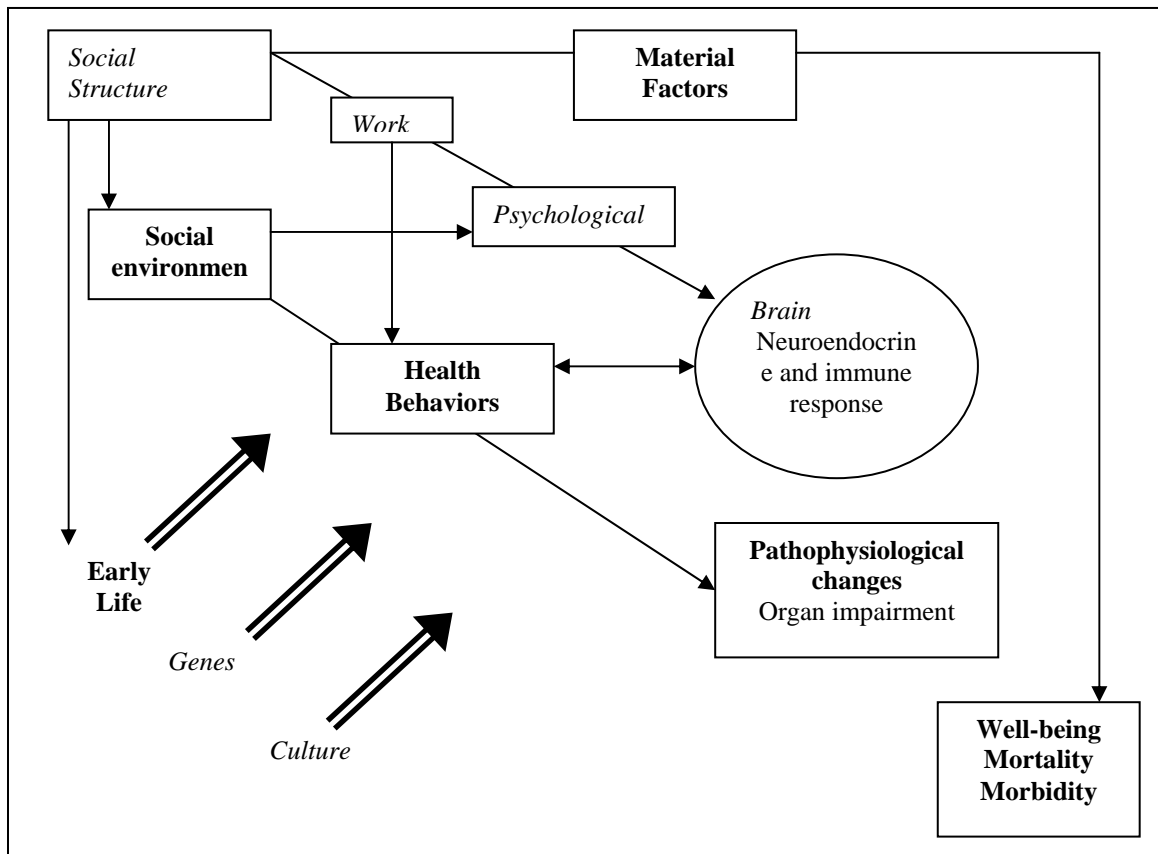 Social
Structure
Material
Factors
Work
Psychological
Social
environmen
Brain
Neuroendocrin
e and immune
response
Health
Behaviors
Early
Life
Pathophysiological
changes
Organ impairment
Genes
Culture
Well-being
Mortality
Morbidity